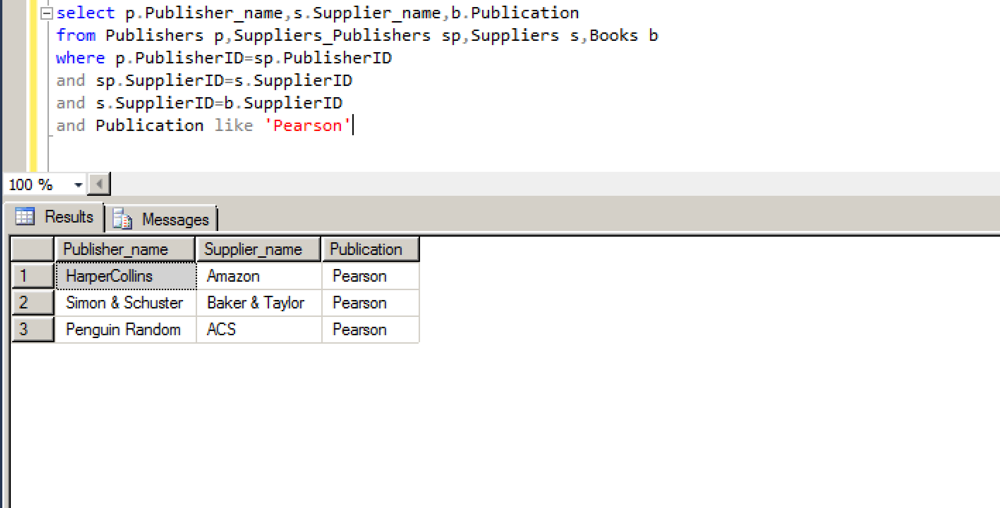 select p.Publisher_name,s.Supplier_name,b.Publication
from Publishers p,Suppliers_Publishers sp,Suppliers s,Books b
where p.PublisherID=sp.PublisherID
and sp.SupplierID=s.SupplierID
and s.SupplierID=b.SupplierID
and Publication like 'Pearson'
100 %
Results Messages
Publisher_name Supplier_name Publication
1 HarperCollins Amazon Pearson
2 Simon & Schuster Baker & Taylor Pearson
3 Penguin Random ACS Pearson